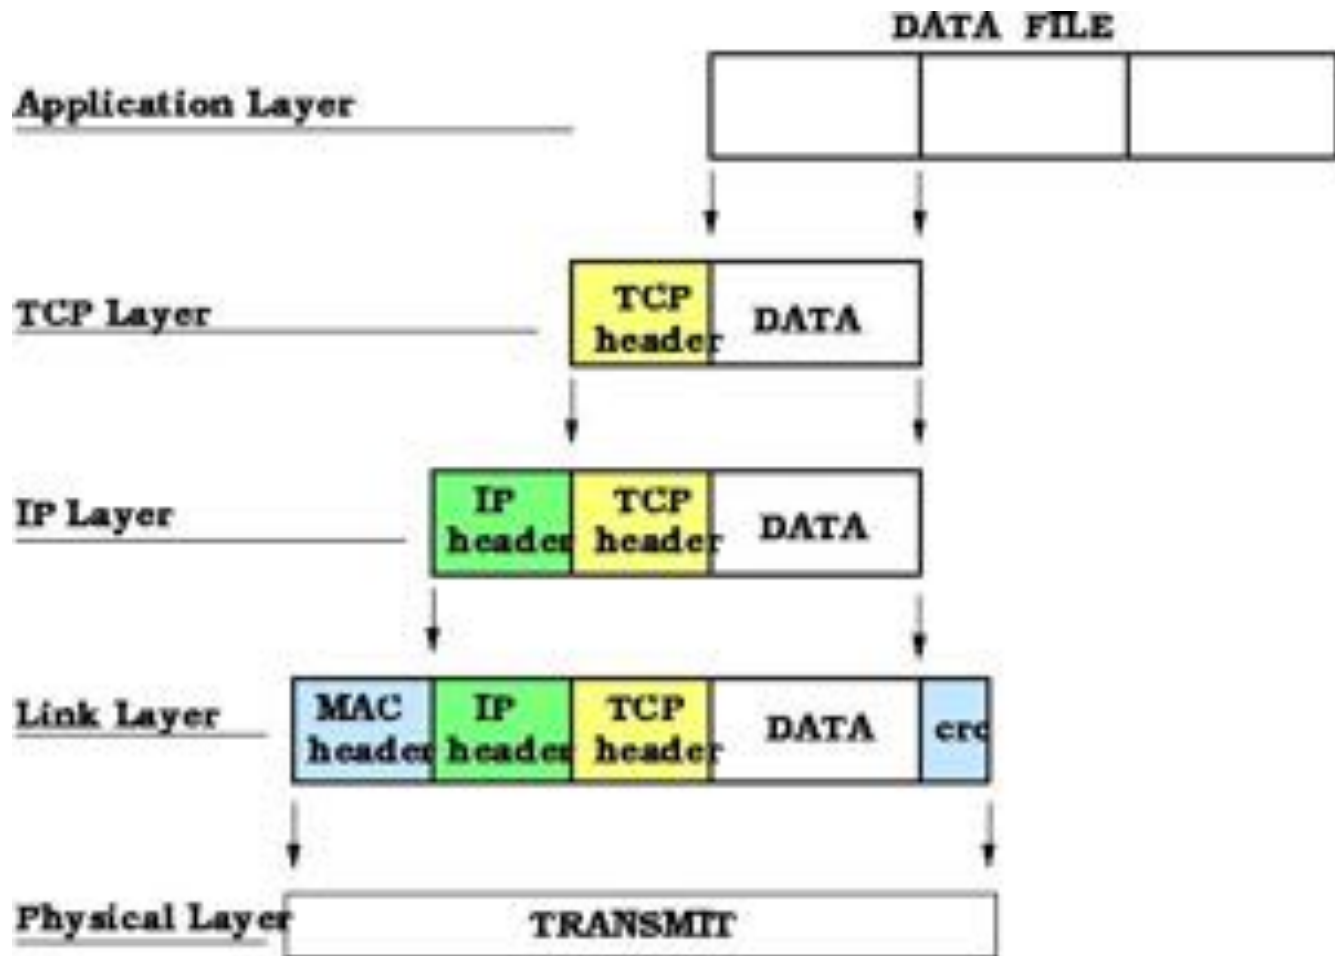 DATA FILE
Application Layer
TCP Layer
TCP
header
DATA
IP Layer
IP
header
TCP
header
DATA
Link Layer
MAC
header
IP
header
TCP
header
DATA
crc
Physical Layer
TRANSMIT